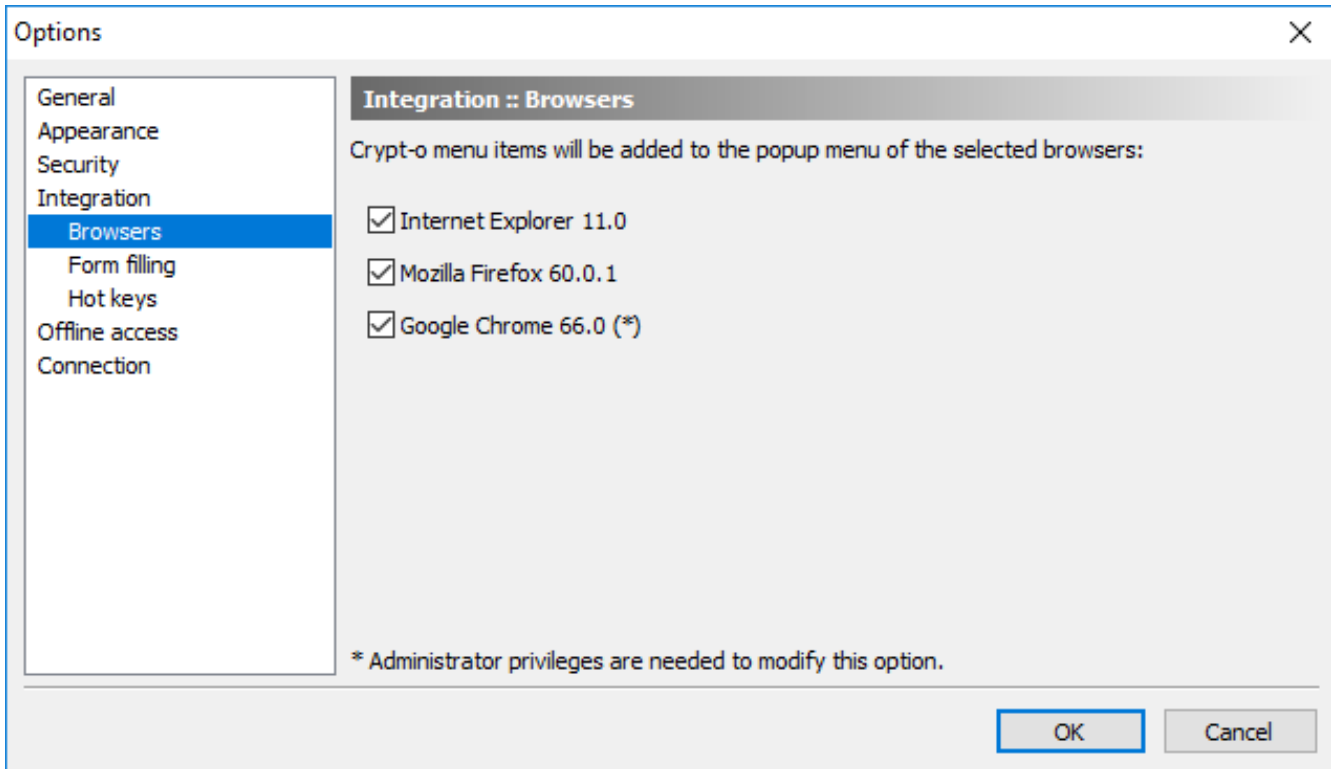 Options
General
Appearance
Security
Integration
Browsers
Form filling
Hot keys
Offline access
Connection
Integration :: Browsers
Crypt-o menu items will be added to the popup menu of the selected browsers:
Internet Explorer 11.0
Mozilla Firefox 60.0.1
Google Chrome 66.0 (*)
* Administrator privileges are needed to modify this option.
OK
Cancel